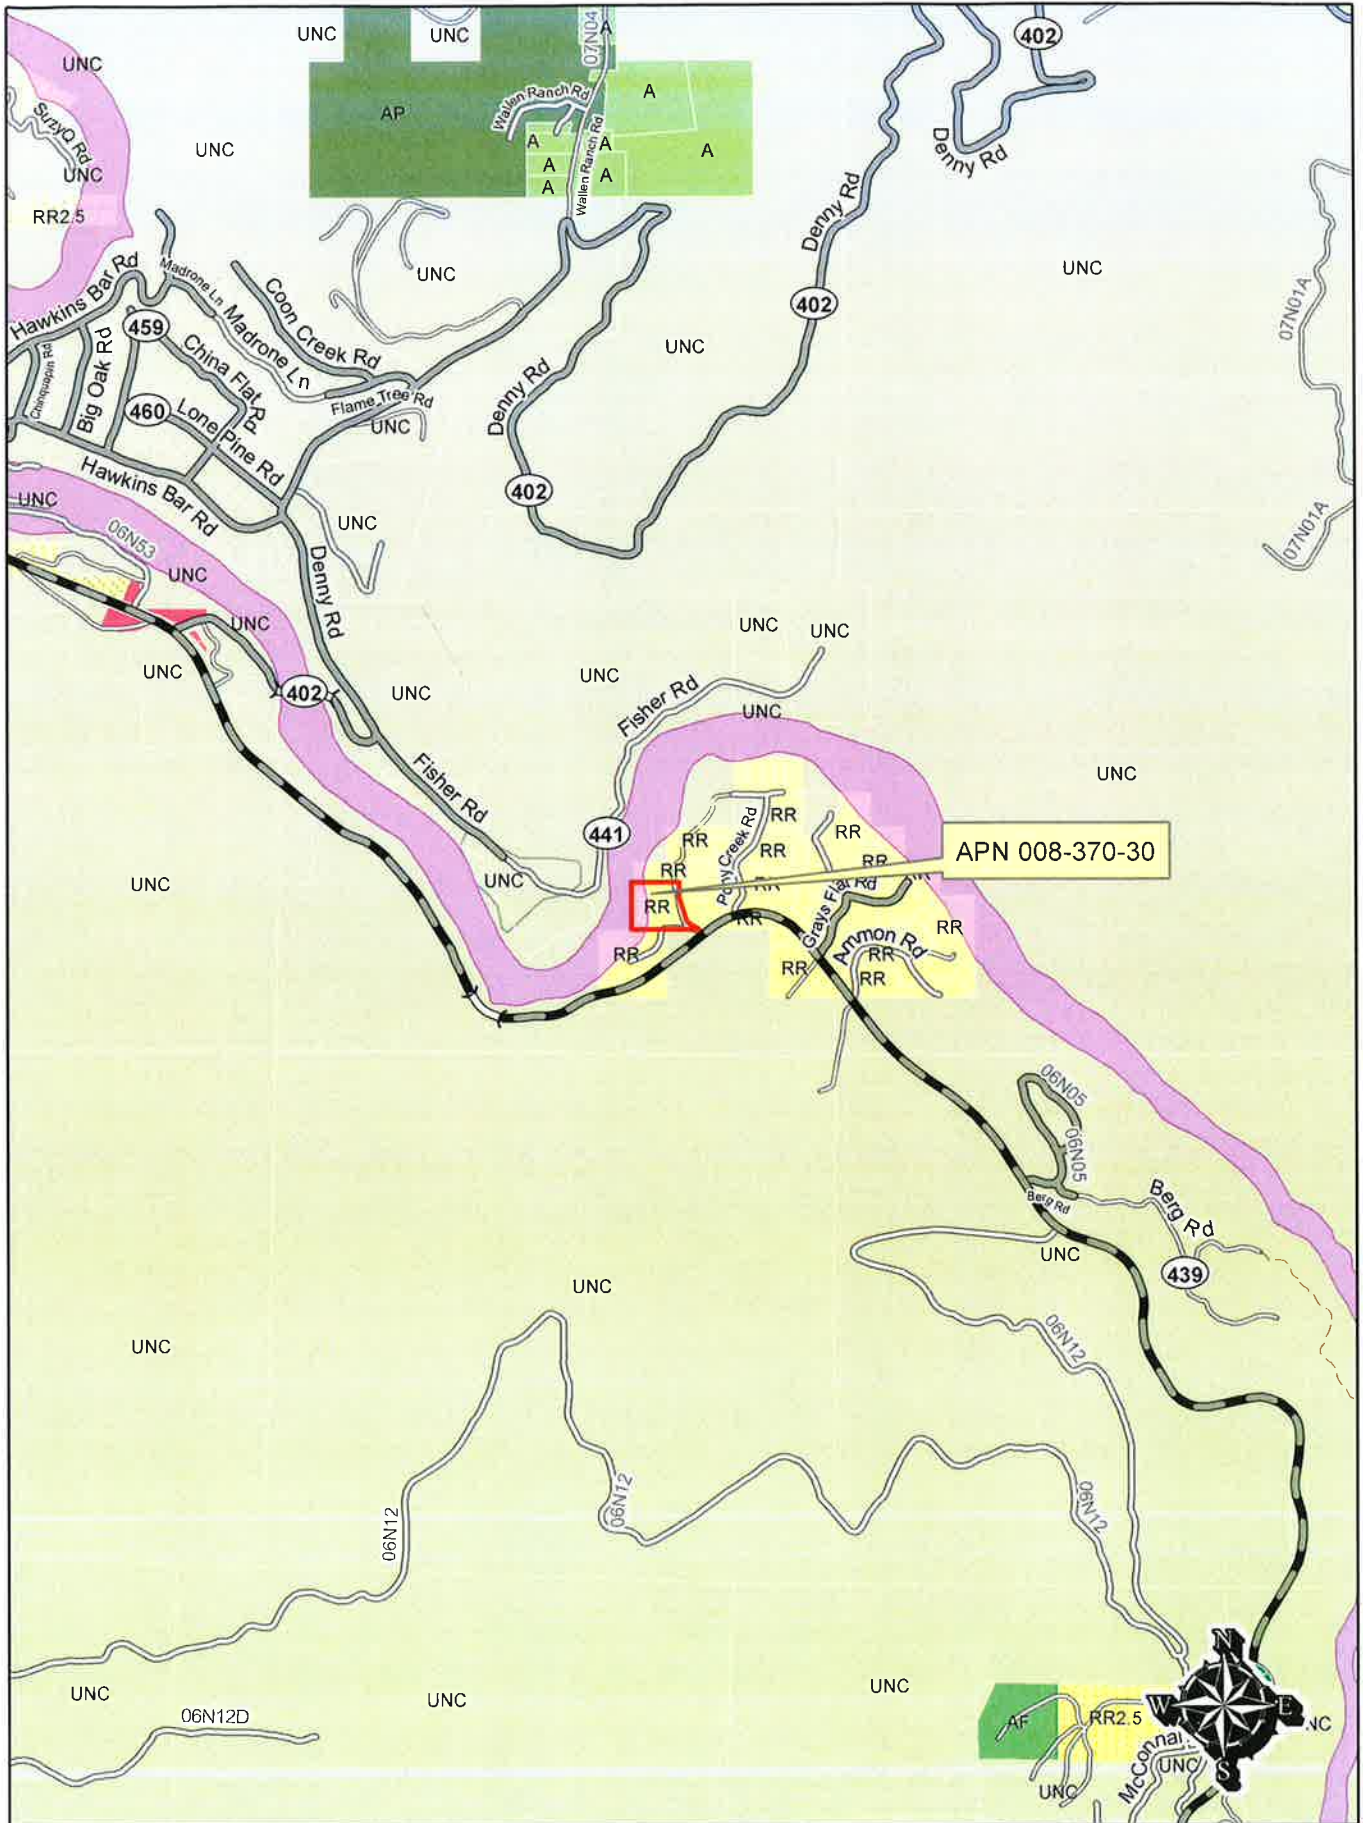 UNC
UNC
402
UNC
07N04
A
SuzyQ Rd
AP
Wallen Ranch Rd
A
UNC
A
A
A
Denny Rd
UNC
A
A
A
Wallen Ranch Rd
RR2.5
Denny Rd
UNC
UNC
Hawkins Bar Rd
Madrone Ln
Coon Creek Rd
402
07N01A
459
Madrone Ln
UNC
Chinquapin Rd
Big Oak Rd
China Flat Rd
Denny Rd
460
Lone Pine Rd
Flame Tree Rd
UNC
Hawkins Bar Rd
402
UNC
UNC
07N01A
06N53
UNC
Denny Rd
UNC
UNC
UNC
UNC
UNC
402
UNC
Fisher Rd
UNC
UNC
Fisher Rd
441
RR
RR
Pony Creek Rd
RR
RR
APN 008-370-30
UNC
UNC
RR
RR
RR
Grays Flat Rd
RR
RR
RR
RR
Ammon Rd
RR
RR
RR
06N05
06N05
Berg Rd
Berg Rd
UNC
439
UNC
06N12
UNC
06N12
06N12
06N12
UNC
UNC
UNC
06N12D
N
W
E
S
AF
RR2.5
NC
UNC
UNC